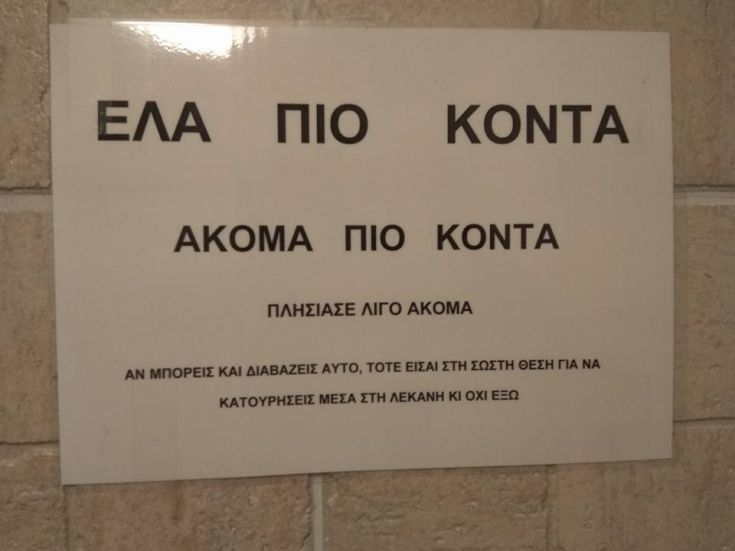 ΕΛΑ ΠΙΟ ΚΟΝΤΑ
ΑΚΟΜΑ ΠΙΟ ΚΟΝΤΑ
ΠΛΗΣΙΑΣΕ ΛΙΓΟ ΑΚΟΜΑ
ΑΝ ΜΠΟΡΕΙΣ ΚΑΙ ΔΙΑΒΑΖΕΙΣ ΑΥΤΟ, ΤΟΤΕ ΕΙΣΑΙ ΣΤΗ ΣΩΣΤΗ ΘΕΣΗ ΓΙΑ ΝΑ
ΚΑΤΟΥΡΗΣΕΙΣ ΜΕΣΑ ΣΤΗ ΛΕΚΑΝΗ ΚΙ ΟΧΙ ΕΞΩ